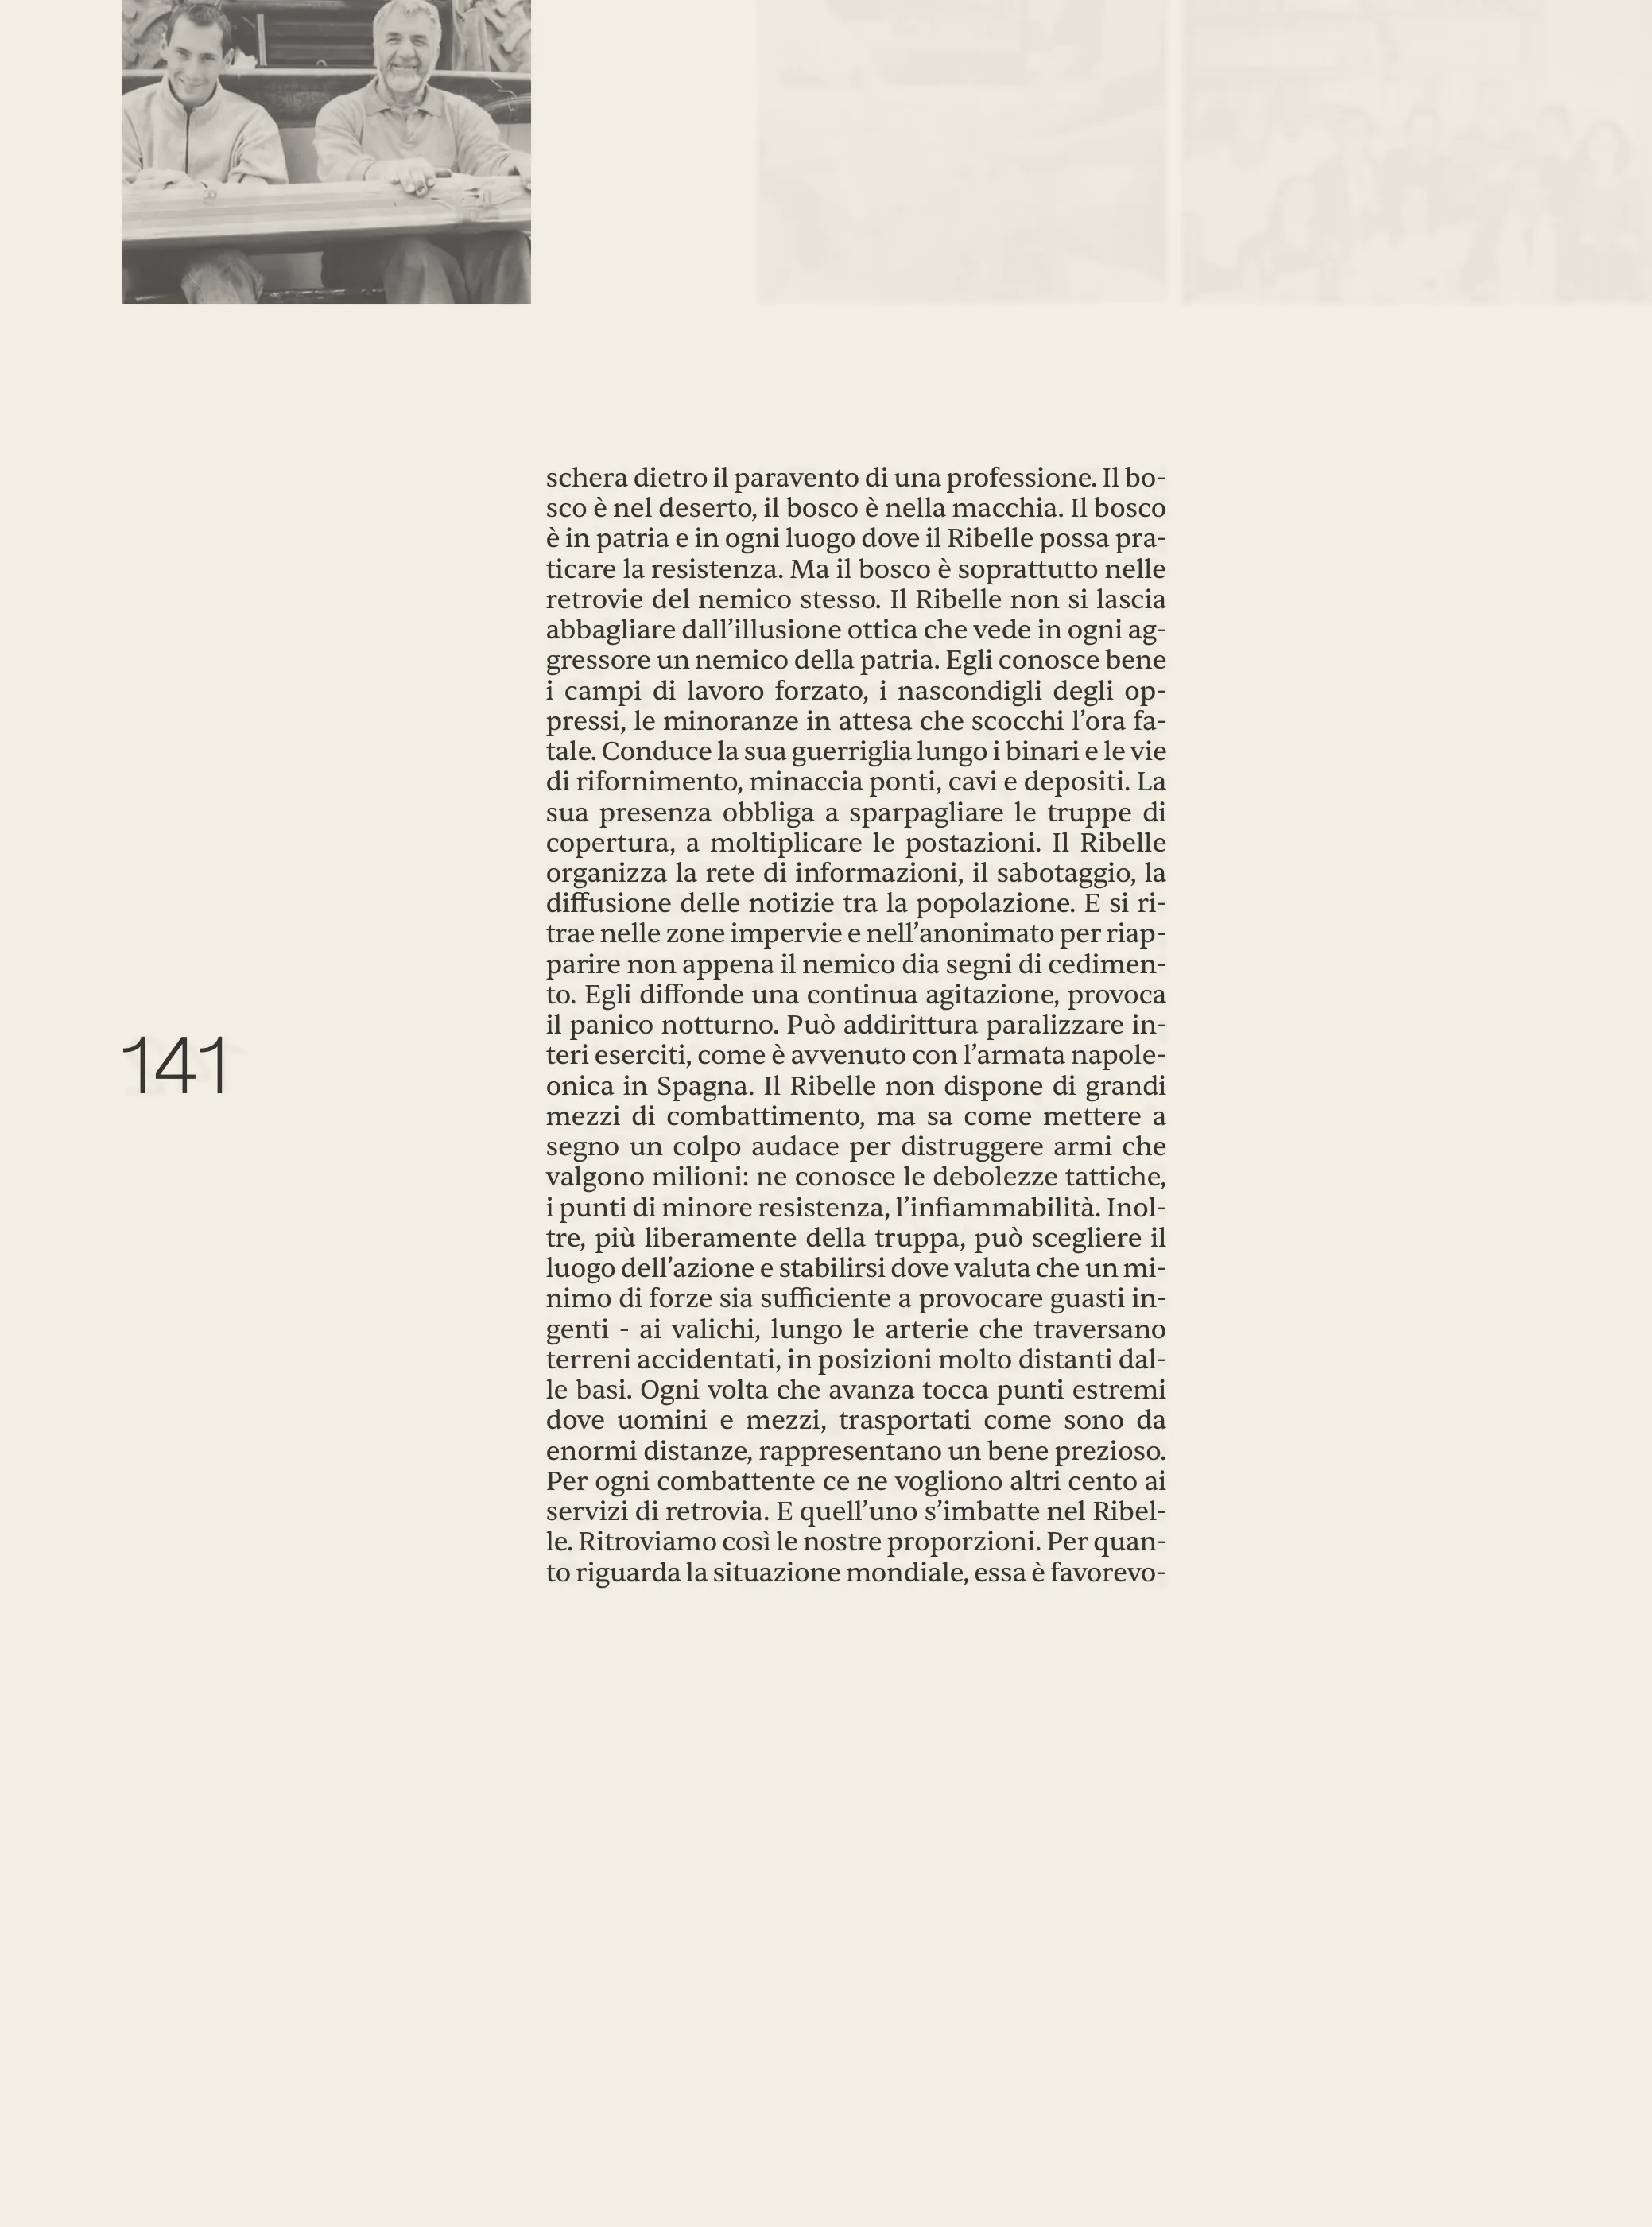 schera dietro il paravento di una professione. Il bo-
sco è nel deserto, il bosco è nella macchia. Il bosco
è in patria e in ogni luogo dove il Ribelle possa pra-
ticare la resistenza. Ma il bosco è soprattutto nelle
retrovie del nemico stesso. Il Ribelle non si lascia
abbagliare dall’illusione ottica che vede in ogni ag-
gressore un nemico della patria. Egli conosce bene
i campi di lavoro forzato, i nascondigli degli op-
pressi, le minoranze in attesa che scocchi l’ora fa-
tale. Conduce la sua guerriglia lungo i binari e le vie
di rifornimento, minaccia ponti, cavi e depositi. La
sua presenza obbliga a sparpagliare le truppe di
copertura, a moltiplicare le postazioni. Il Ribelle
organizza la rete di informazioni, il sabotaggio, la
diffusione delle notizie tra la popolazione. E si ri-
trae nelle zone impervie e nell’anonimato per riap-
parire non appena il nemico dia segni di cedimen-
to. Egli diffonde una continua agitazione, provoca
il panico notturno. Può addirittura paralizzare in-
teri eserciti, come è avvenuto con l’armata napole-
onica in Spagna. Il Ribelle non dispone di grandi
mezzi di combattimento, ma sa come mettere a
segno un colpo audace per distruggere armi che
valgono milioni: ne conosce le debolezze tattiche,
i punti di minore resistenza, l’infiammabilità. Inol-
tre, più liberamente della truppa, può scegliere il
luogo dell’azione e stabilirsi dove valuta che un mi-
nimo di forze sia sufficiente a provocare guasti in-
genti - ai valichi, lungo le arterie che traversano
terreni accidentati, in posizioni molto distanti dal-
le basi. Ogni volta che avanza tocca punti estremi
dove uomini e mezzi, trasportati come sono da
enormi distanze, rappresentano un bene prezioso.
Per ogni combattente ce ne vogliono altri cento ai
servizi di retrovia. E quell’uno s’imbatte nel Ribel-
le. Ritroviamo così le nostre proporzioni. Per quan-
to riguarda la situazione mondiale, essa è favorevo-
141